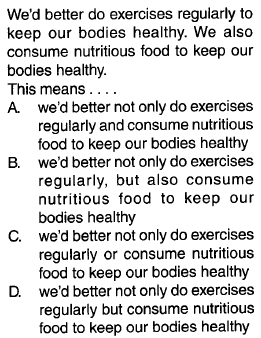 We'd better do exercises regularly to
keep our bodies healthy. We also
consume nutritious food to keep our
bodies healthy.
This means . . . .
A. we'd better not only do exercises
regularly and consume nutritious
food to keep our bodies healthy
B. we'd better not only do exercises
regularly, but also consume
nutritious food to keep our
bodies healthy
C. we'd better not only do exercises
regularly or consume nutritious
food to keep our bodies healthy
D. we'd better not only do exercises
regularly but consume nutritious
food to keep our bodies healthy